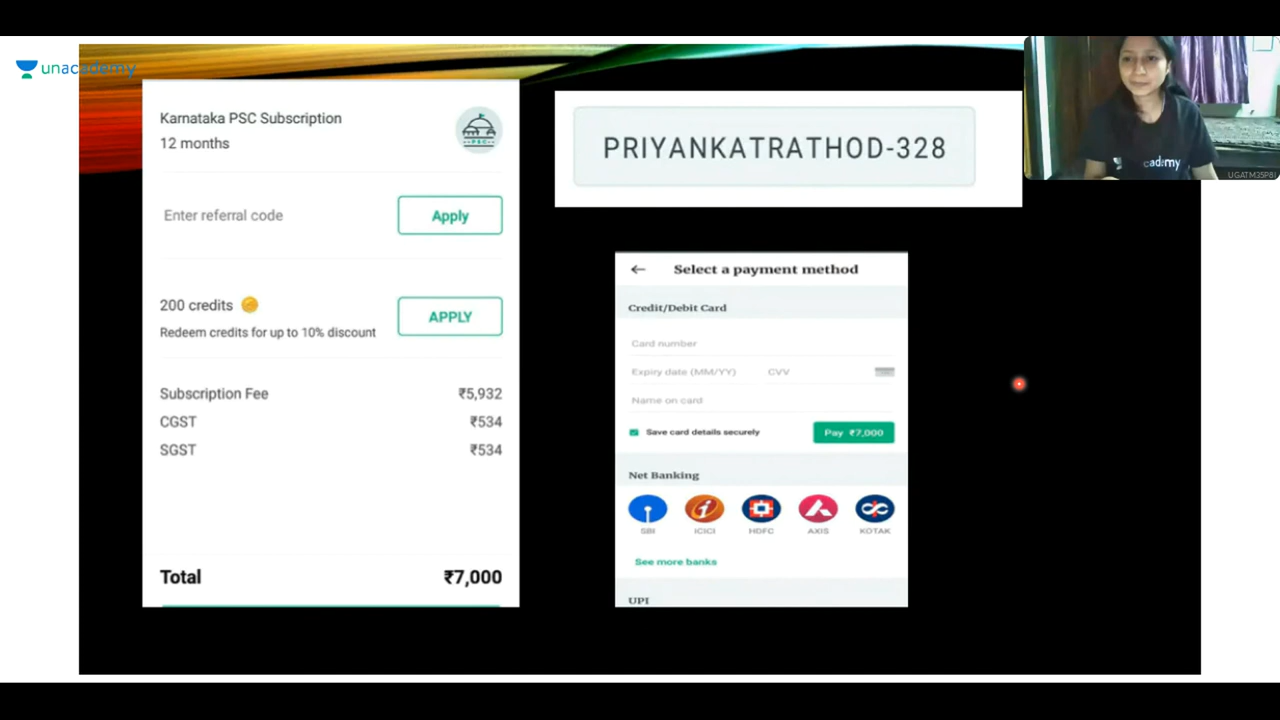 unacademy
Karnataka PSC Subscription
12 months
PSC
Enter referral code
Apply
200 credits
Redeem credits for up to 10% discount
APPLY
Subscription Fee ₹5,932
CGST ₹534
SGST ₹534
Total ₹7,000
PRIYANKATRATHOD-328
Select a payment method
Credit/Debit Card
Card number
Expiry date (MM/YY) CVV
Name on card
Save card details securely
Pay ₹7,000
Net Banking
SBI ICICI HDFC AXIS KOTAK
See more banks
UPI
academy
UGATM3SP8I